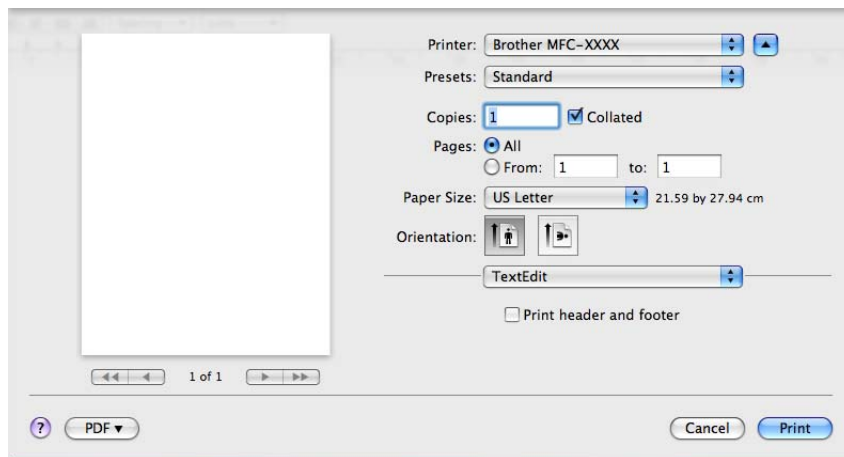 Printer: Brother MFC-XXXX
Presets: Standard
Copies: 1 Collated
Pages: All
From: 1 to: 1
Paper Size: US Letter 21.59 by 27.94 cm
Orientation:
TextEdit
Print header and footer
1 of 1
? PDF ▼ Cancel Print